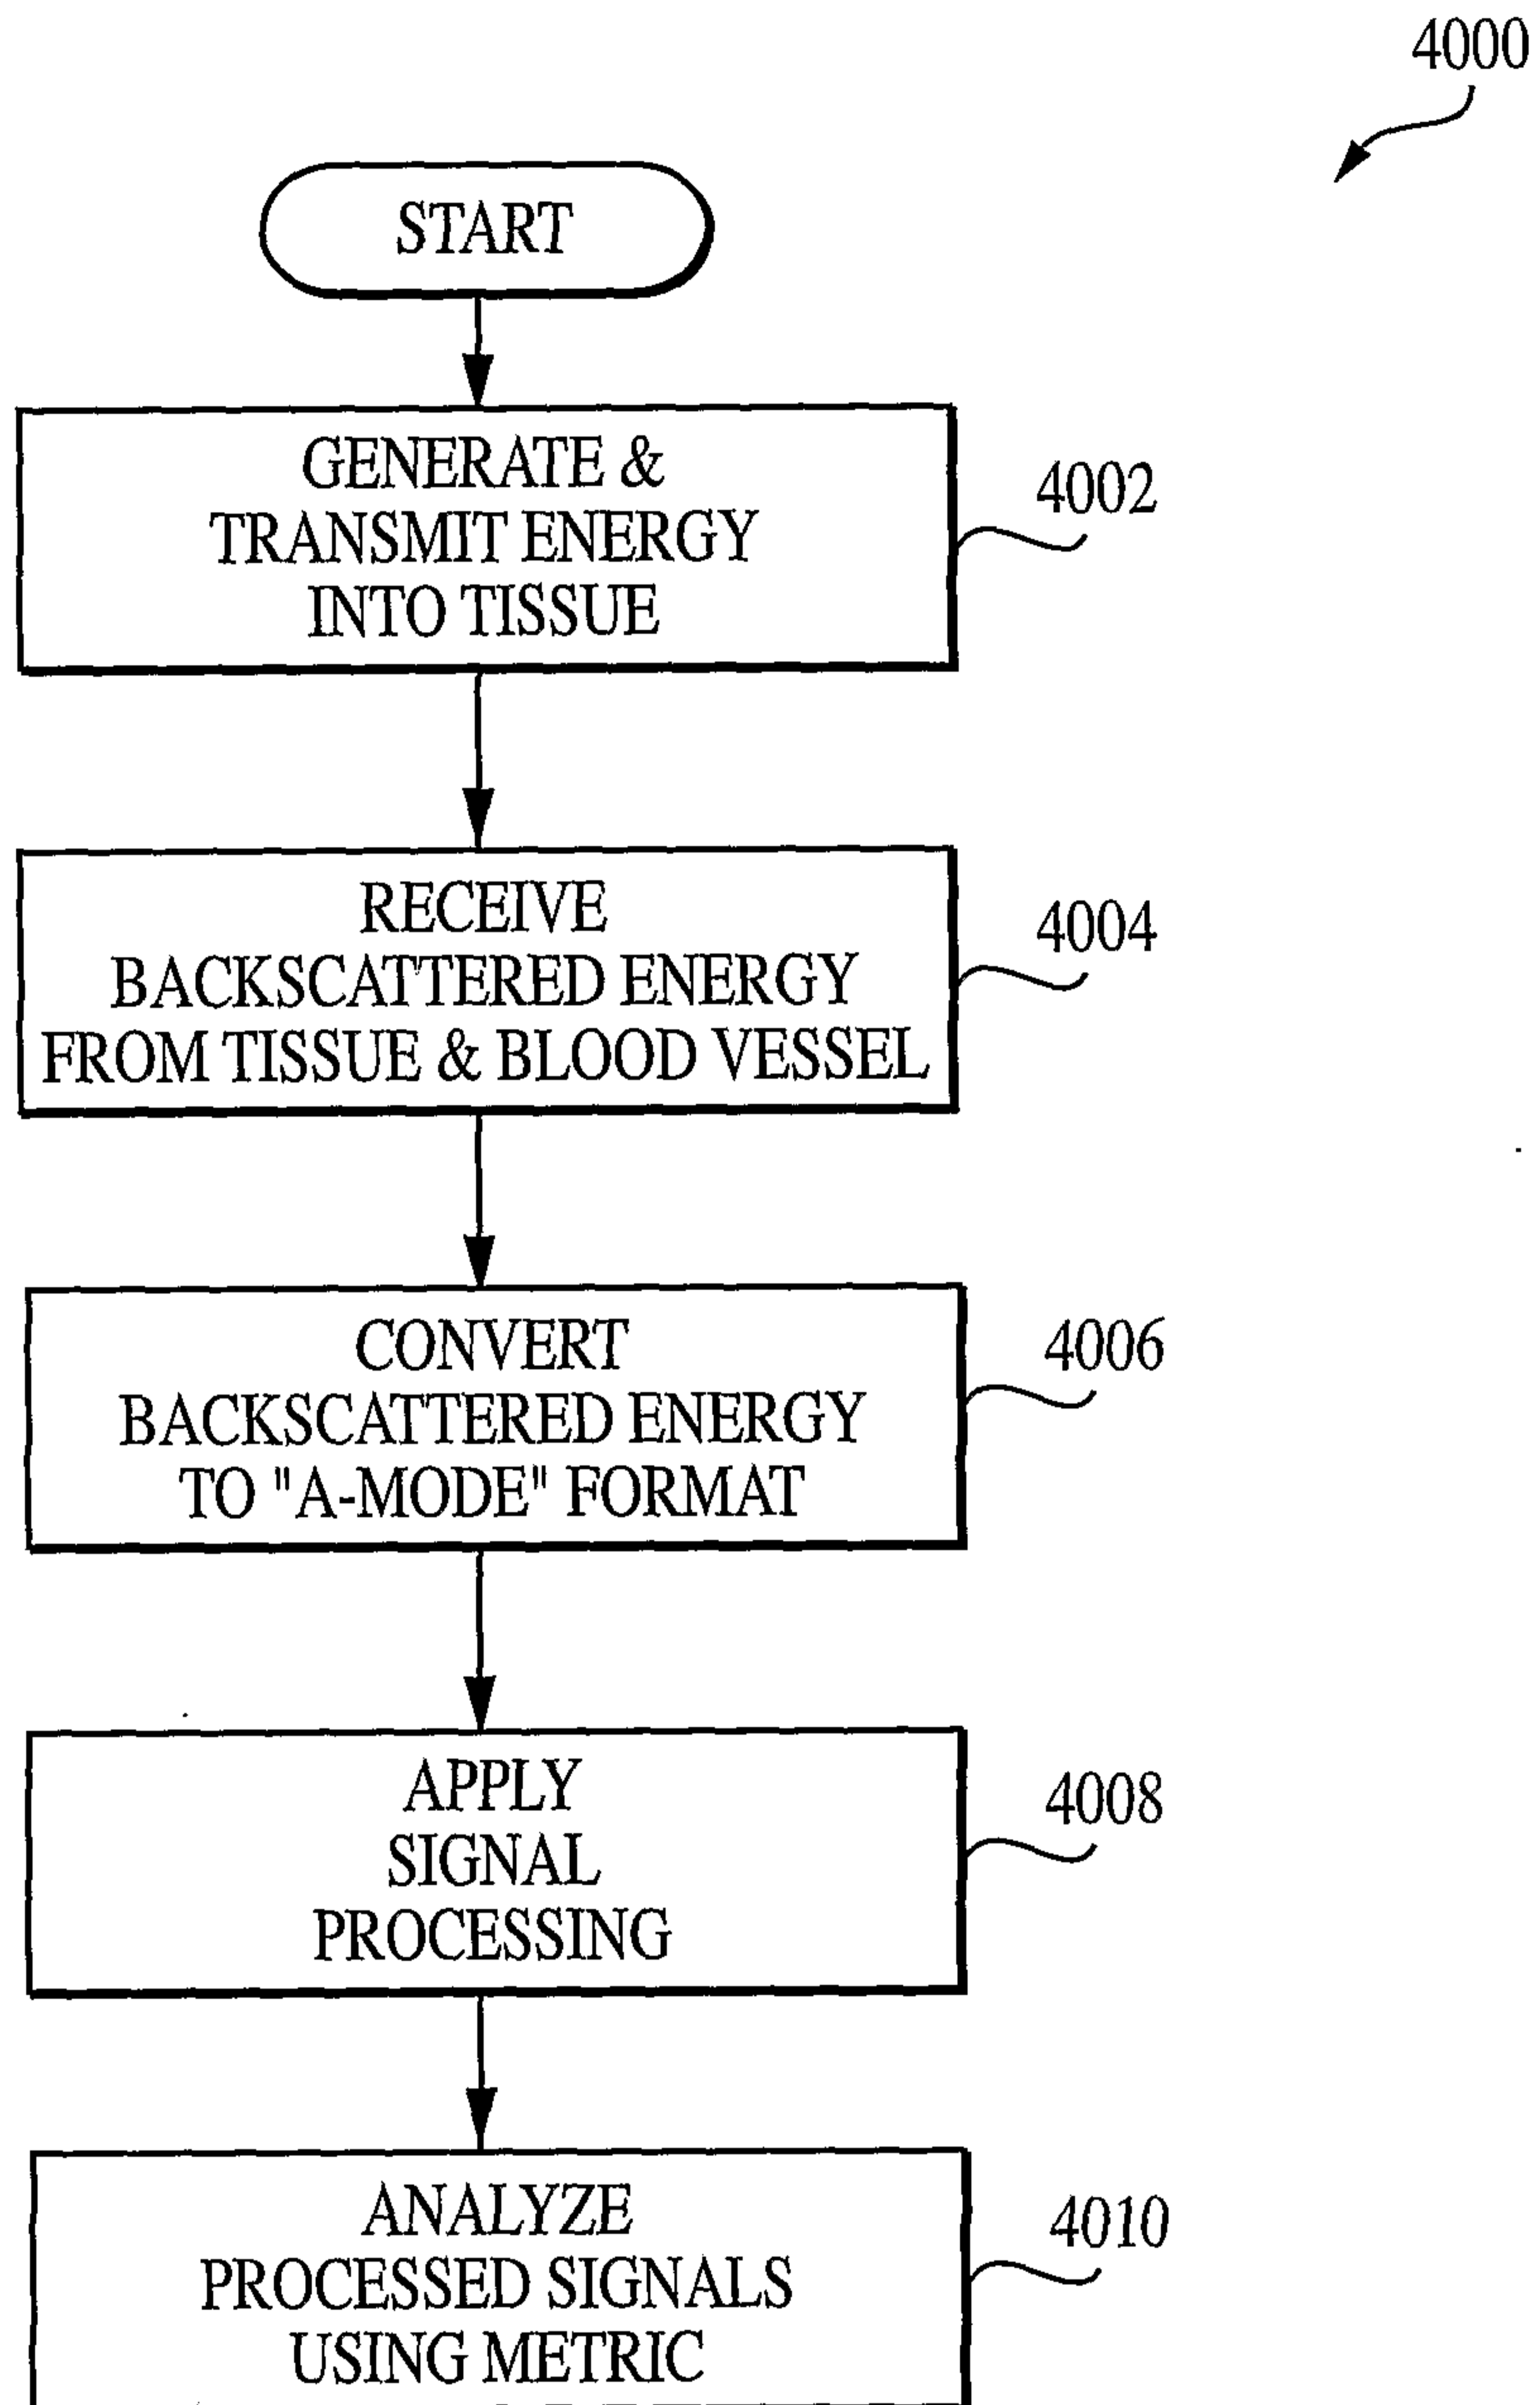 4000
START
GENERATE &
TRANSMIT ENERGY
INTO TISSUE
4002
RECEIVE
BACKSCATTERED ENERGY
FROM TISSUE & BLOOD VESSEL
4004
CONVERT
BACKSCATTERED ENERGY
TO "A-MODE" FORMAT
4006
APPLY
SIGNAL
PROCESSING
4008
ANALYZE
PROCESSED SIGNALS
USING METRIC
4010